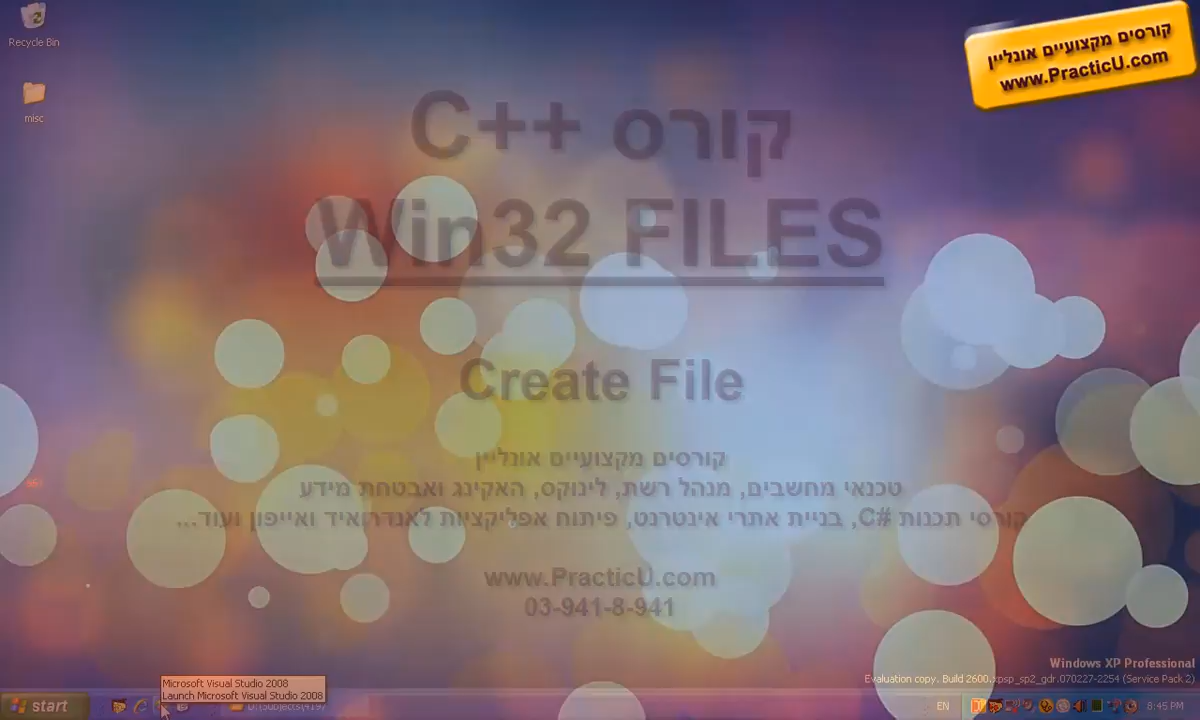 Recycle Bin
misc
קורסים מקצועיים אונליין
www.PracticU.com
קורס C++
Win32 FILES
Create File
קורסים מקצועיים אונליין
טכנאי מחשבים, מנהל רשת, לינוקס, האקינג ואבטחת מידע
קורסי תכנות C#, בניית אתרי אינטרנט, פיתוח אפליקציות לאנדרואיד ואייפון ועוד...
www.PracticU.com
03-941-8-941
Windows XP Professional
Evaluation copy. Build 2600.xpsp_sp2_gdr.070227-2254 (Service Pack 2)
Microsoft Visual Studio 2008
Launch Microsoft Visual Studio 2008
start
EN
8:45 PM